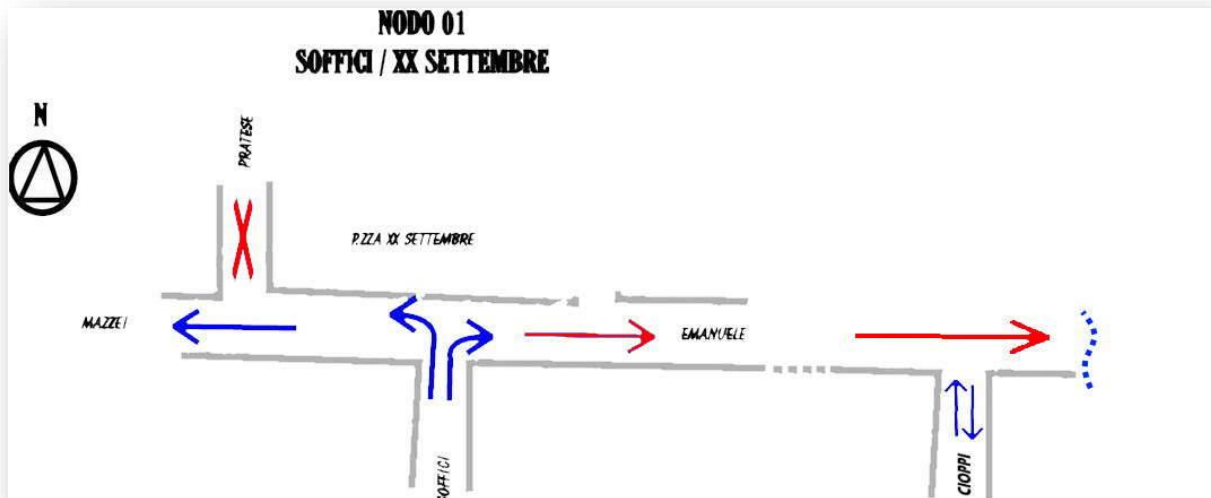 NODO 01
SOFFICI / XX SETTEMBRE
N
PRATESE
P.ZZA XX SETTEMBRE
MAZZEI
EMANUELE
SOFFICI
CIOPPI